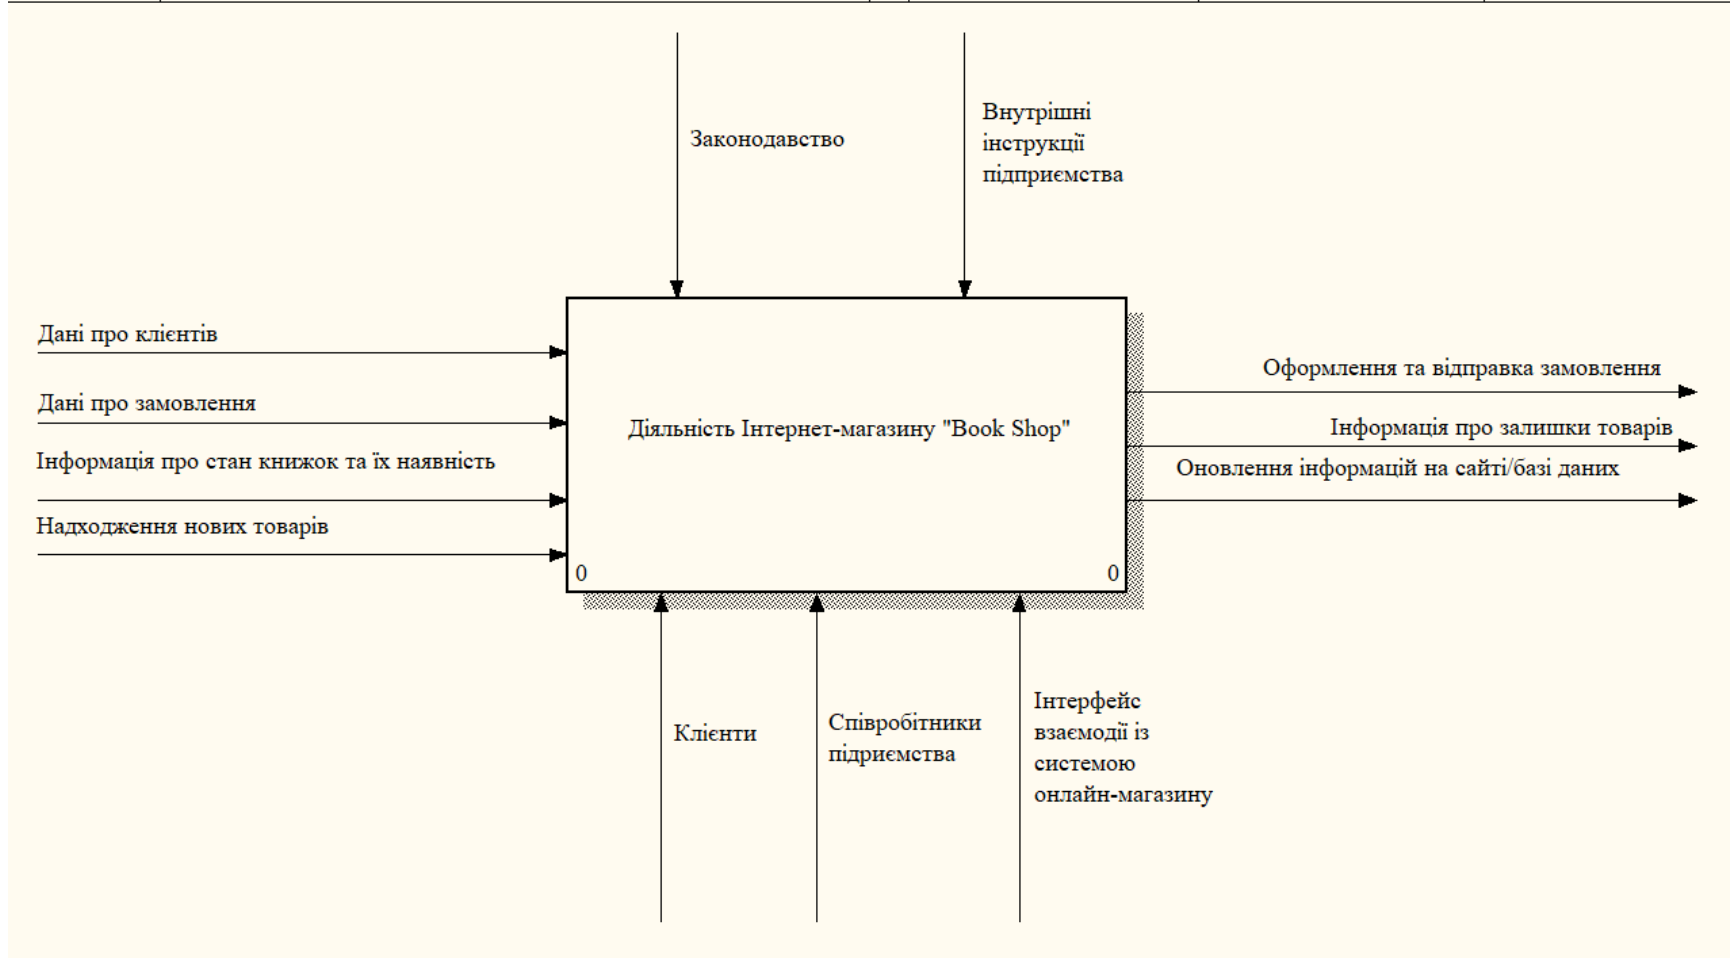 Законодавство
Внутрішні
інструкції
підприємства
Дані про клієнтів
Дані про замовлення
Інформація про стан книжок та їх наявність
Надходження нових товарів
Діяльність Інтернет-магазину "Book Shop"
0
0
Оформлення та відправка замовлення
Інформація про залишки товарів
Оновлення інформацій на сайті/базі даних
Клієнти
Співробітники
підриємства
Інтерфейс
взаємодії із
системою
онлайн-магазину